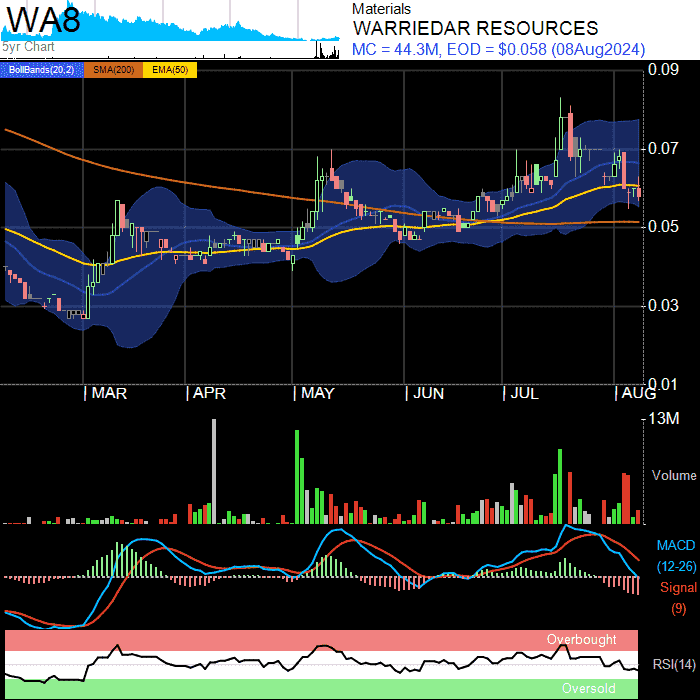 WA8
5yr Chart
Materials
WARRIEDAR RESOURCES
MC = 44.3M, EOD = $0.058 (08Aug2024)
BollBands(20,2) SMA(200) EMA(50)
0.09
0.07
0.05
0.03
0.01
MAR APR MAY JUN JUL AUG
13M
Volume
MACD
(12-26)
Signal
(9)
Overbought
RSI(14)
Oversold